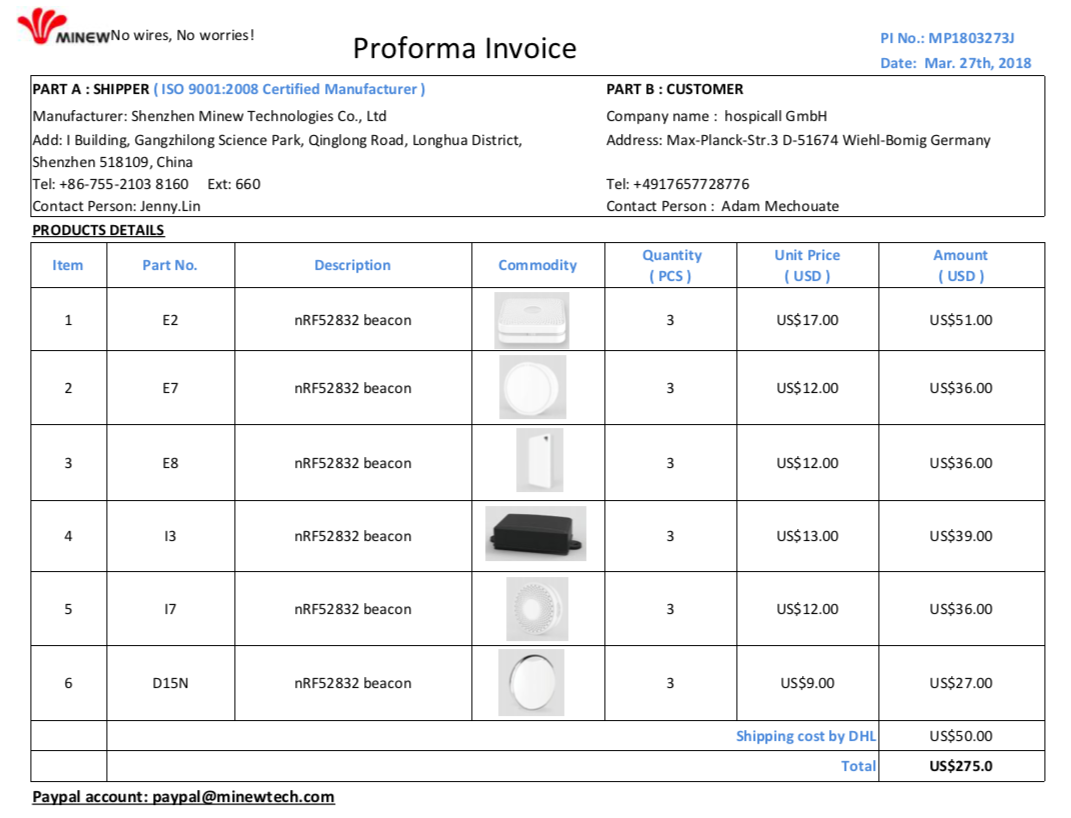 MINEW No wires, No worries!
Proforma Invoice
PI No.: MP1803273J
Date: Mar. 27th, 2018
PART A : SHIPPER ( ISO 9001:2008 Certified Manufacturer )
Manufacturer: Shenzhen Minew Technologies Co., Ltd
Add: I Building, Gangzhilong Science Park, Qinglong Road, Longhua District,
Shenzhen 518109, China
Tel: +86-755-2103 8160 Ext: 660
Contact Person: Jenny.Lin
PART B : CUSTOMER
Company name : hospicall GmbH
Address: Max-Planck-Str.3 D-51674 Wiehl-Bomig Germany
Tel: +4917657728776
Contact Person : Adam Mechouate
PRODUCTS DETAILS
Item Part No. Description Commodity Quantity ( PCS ) Unit Price ( USD ) Amount ( USD )
1 E2 nRF52832 beacon 3 US$17.00 US$51.00
2 E7 nRF52832 beacon 3 US$12.00 US$36.00
3 E8 nRF52832 beacon 3 US$12.00 US$36.00
4 I3 nRF52832 beacon 3 US$13.00 US$39.00
5 I7 nRF52832 beacon 3 US$12.00 US$36.00
6 D15N nRF52832 beacon 3 US$9.00 US$27.00
Shipping cost by DHL US$50.00
Total US$275.0
Paypal account: paypal@minewtech.com